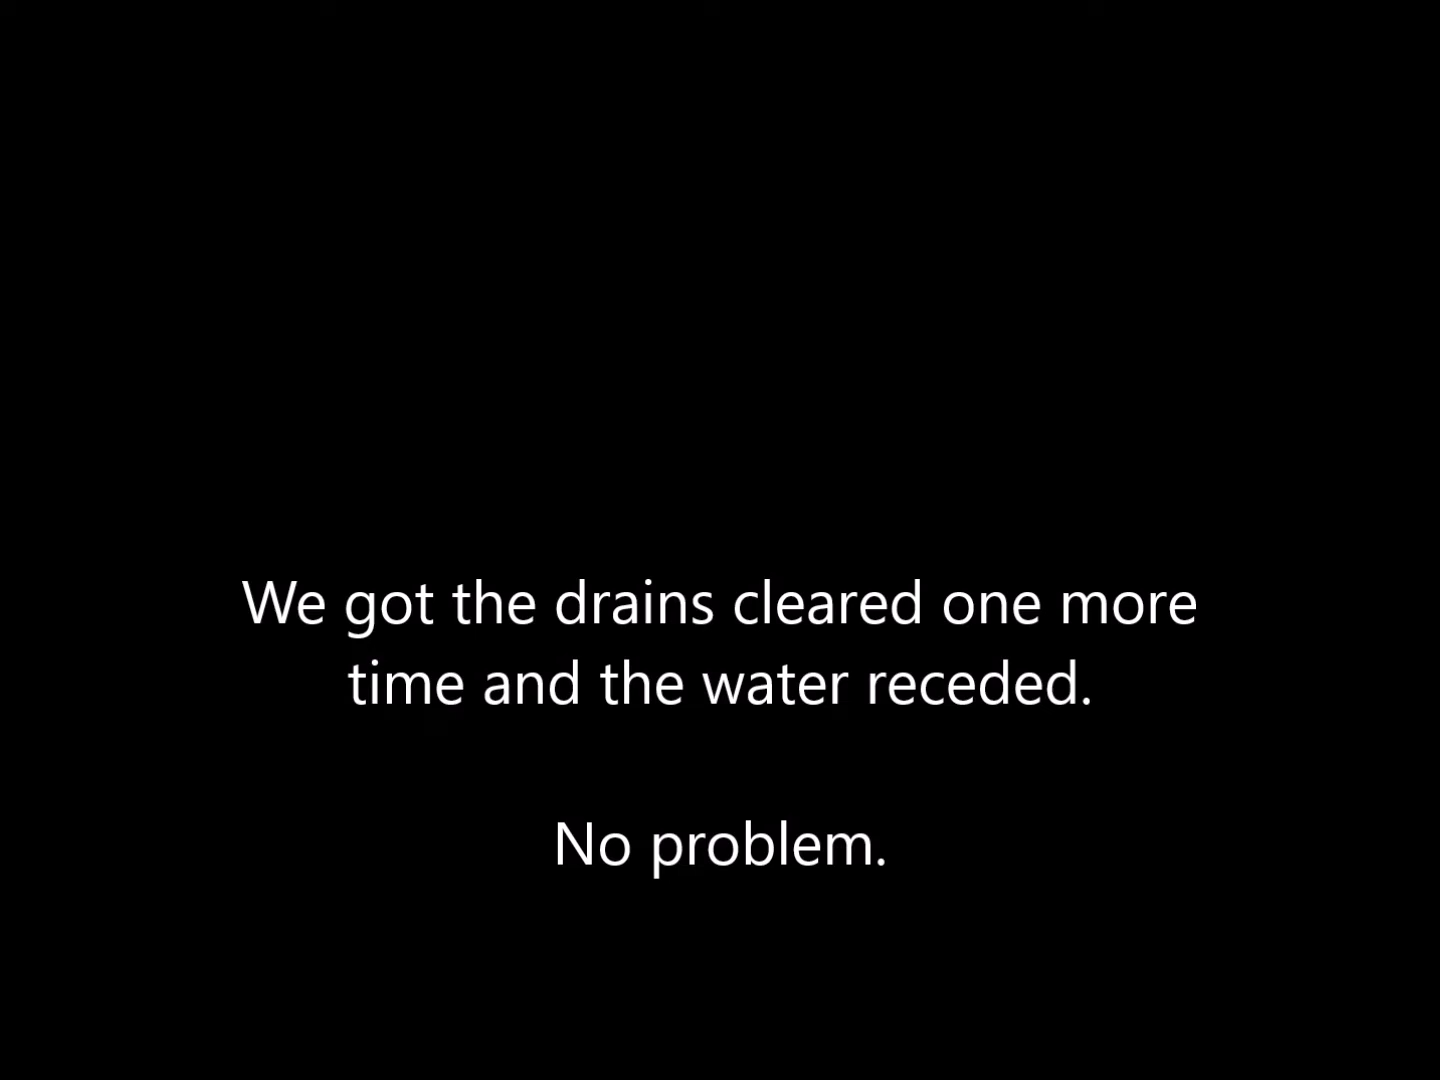 We got the drains cleared one more
time and the water receded.
No problem.